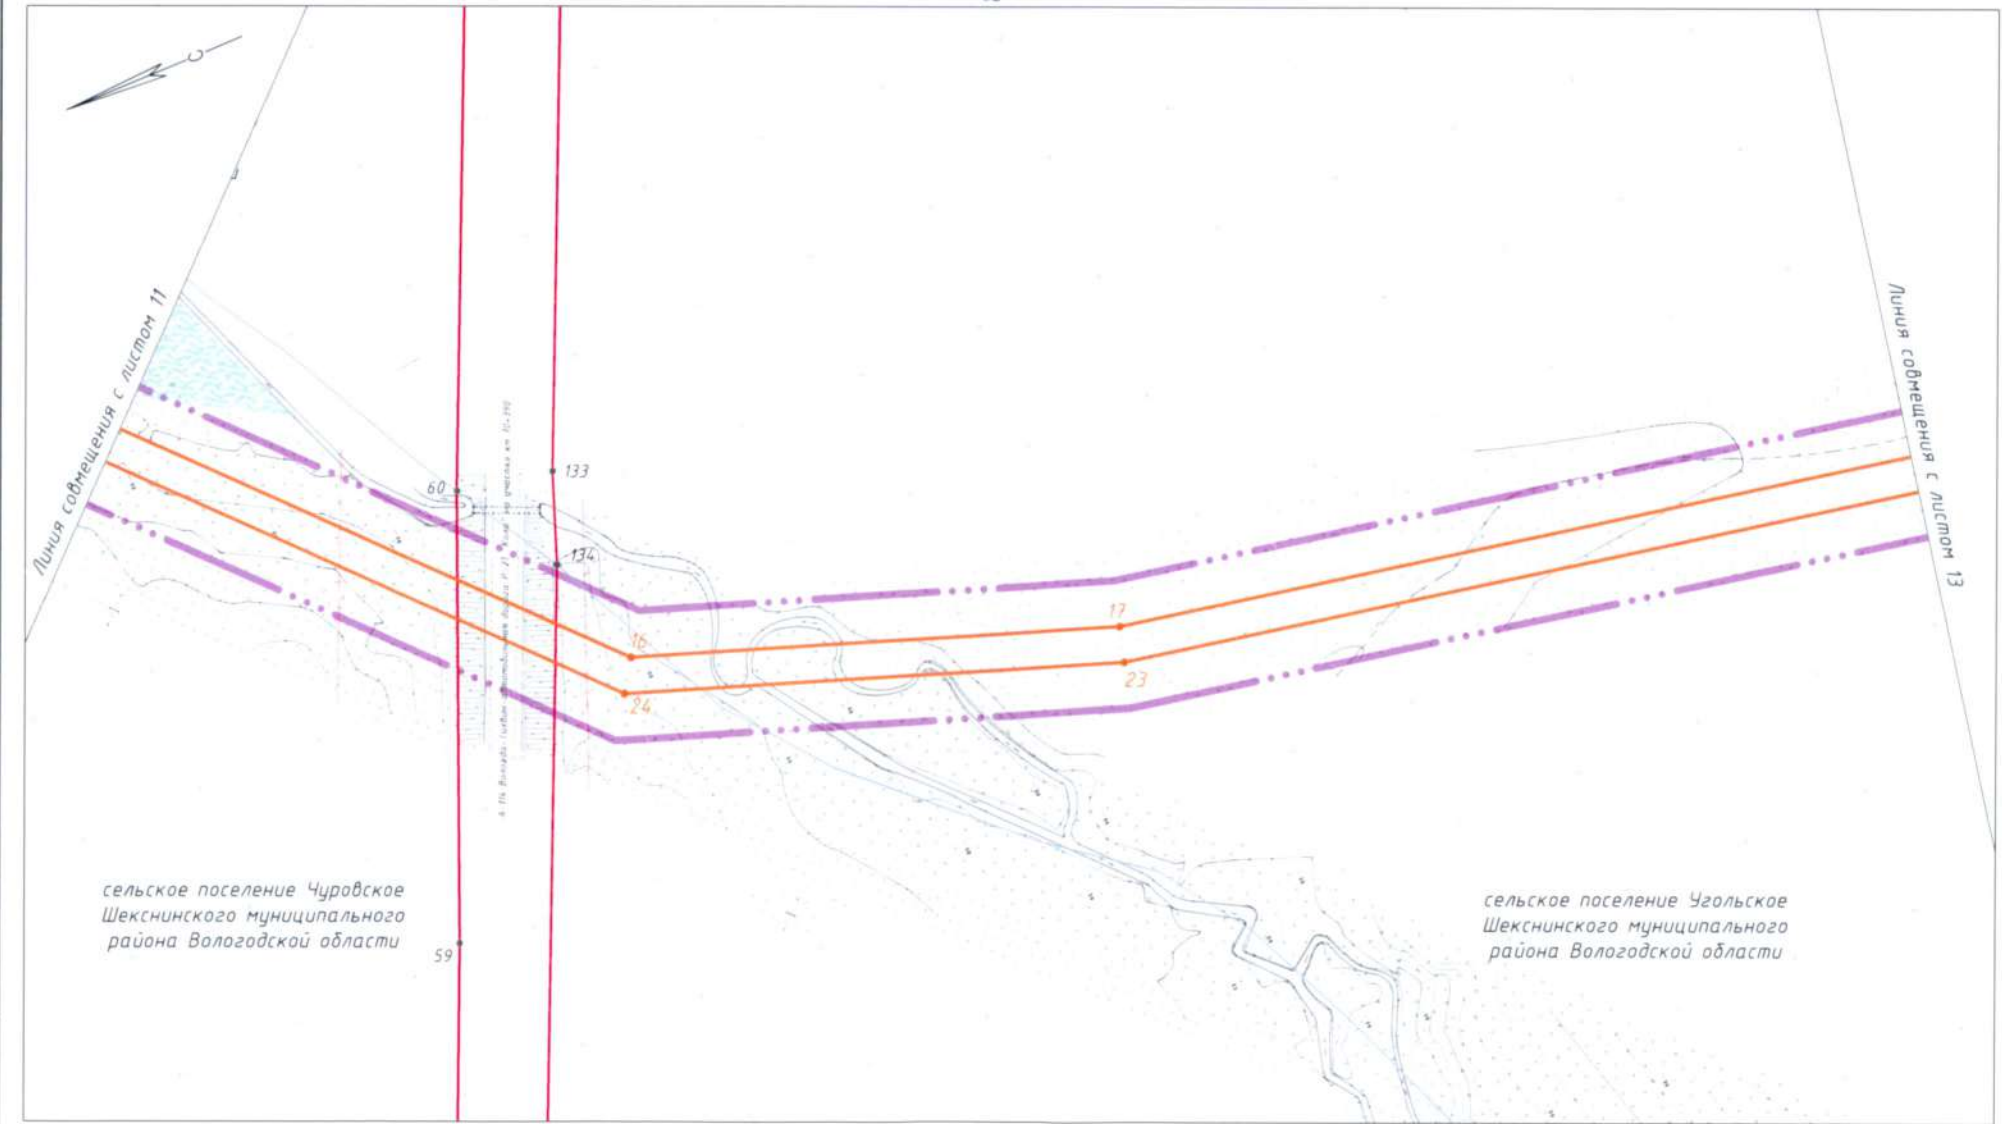 С
Линия совмещения с листом 11
Линия совмещения с листом 13
60
133
134
16
17
24
23
59
сельское поселение Чуровское
Шекснинского муниципального
района Вологодской области
сельское поселение Угольское
Шекснинского муниципального
района Вологодской области